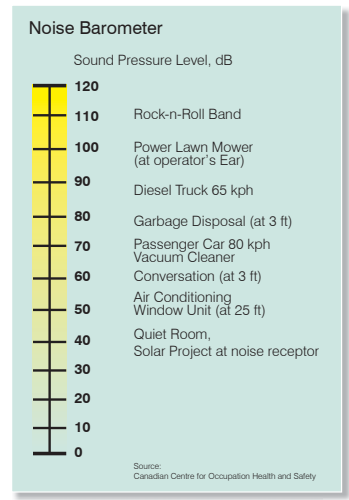 Noise Barometer
Sound Pressure Level, dB
120
110 Rock-n-Roll Band
100 Power Lawn Mower
(at operator's Ear)
90 Diesel Truck 65 kph
80 Garbage Disposal (at 3 ft)
70 Passenger Car 80 kph
Vacuum Cleaner
60 Conversation (at 3 ft)
50 Air Conditioning
Window Unit (at 25 ft)
40 Quiet Room,
Solar Project at noise receptor
30
20
10
0
Source:
Canadian Centre for Occupation Health and Safety